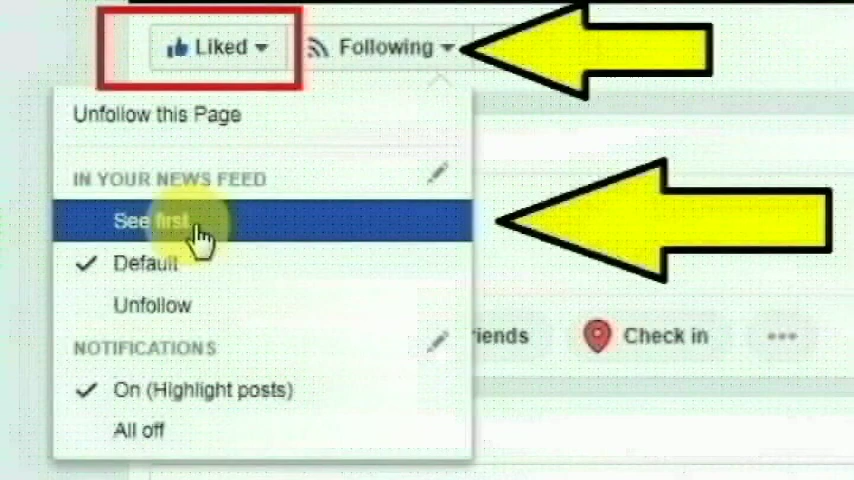 Liked Following
Unfollow this Page
IN YOUR NEWS FEED
See first
Default
Unfollow
NOTIFICATIONS
On (Highlight posts)
All off
riends Check in